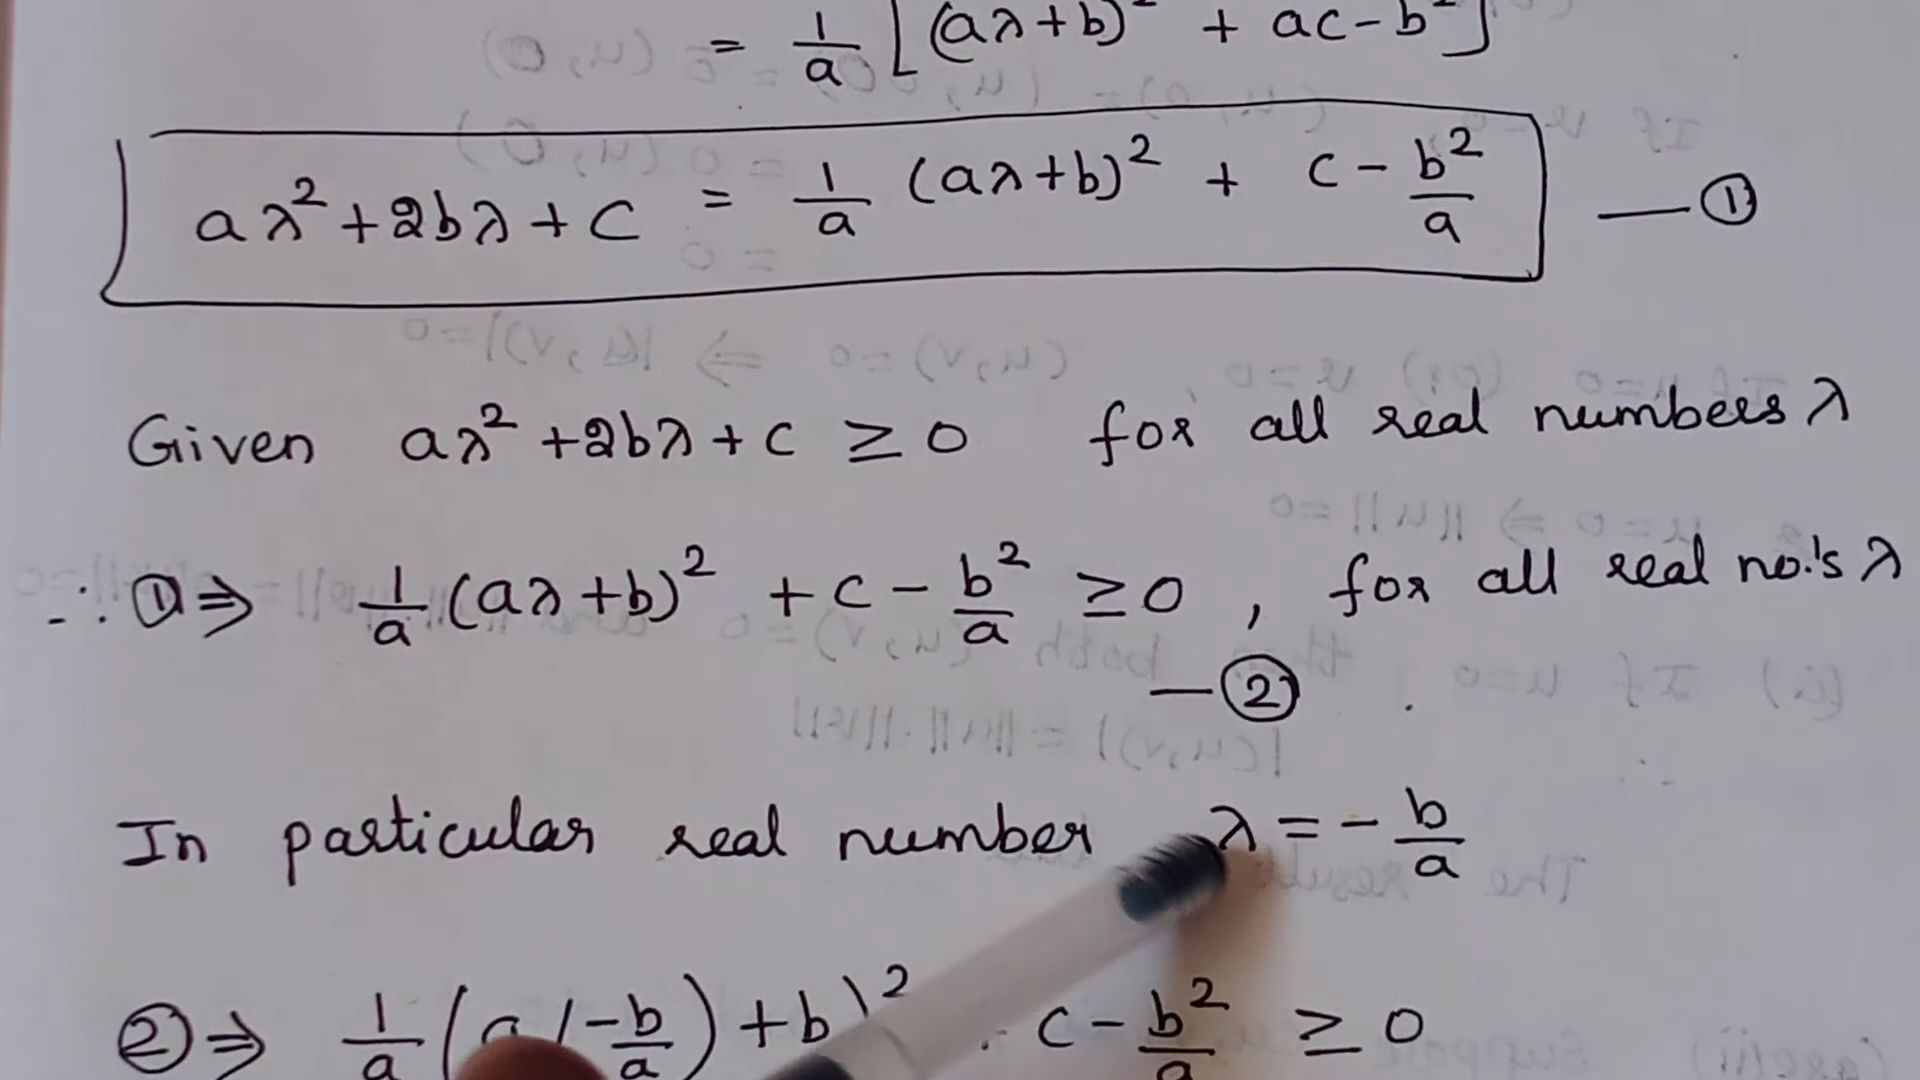 = 1/a [(aλ+b)² + ac-b²]
aλ²+2bλ+c = 1/a (aλ+b)² + c - b²/a —①
Given aλ²+2bλ+c ≥ 0 for all real numbers λ
∴ ① ⇒ 1/a (aλ+b)² + c - b²/a ≥ 0, for all real no.'s λ
—②
In particular real number λ = - b/a
② ⇒ 1/a (a(-b/a)+b)² c - b²/a ≥ 0